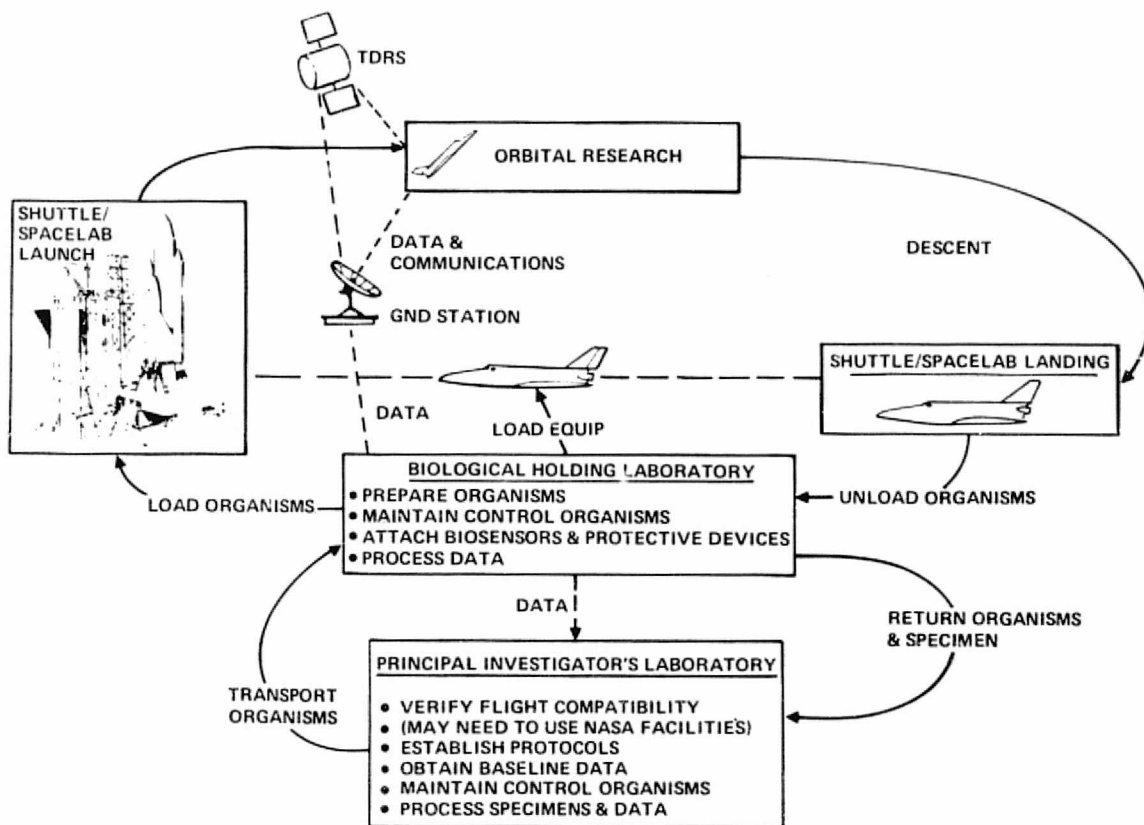 TDRS
ORBITAL RESEARCH
SHUTTLE/
SPACELAB
LAUNCH
DATA &
COMMUNICATIONS
DESCENT
GND STATION
SHUTTLE/SPACELAB LANDING
DATA
LOAD EQUIP
BIOLOGICAL HOLDING LABORATORY
LOAD ORGANISMS
• PREPARE ORGANISMS
• MAINTAIN CONTROL ORGANISMS
• ATTACH BIOSENSORS & PROTECTIVE DEVICES
• PROCESS DATA
UNLOAD ORGANISMS
DATA
RETURN ORGANISMS
& SPECIMEN
PRINCIPAL INVESTIGATOR'S LABORATORY
TRANSPORT
ORGANISMS
• VERIFY FLIGHT COMPATIBILITY
• (MAY NEED TO USE NASA FACILITIES)
• ESTABLISH PROTOCOLS
• OBTAIN BASELINE DATA
• MAINTAIN CONTROL ORGANISMS
• PROCESS SPECIMENS & DATA